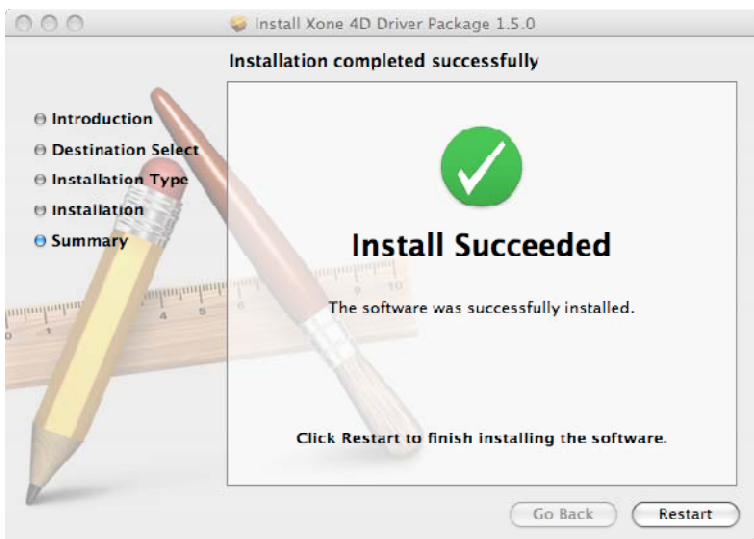 Install Xone 4D Driver Package 1.5.0
Installation completed successfully
Introduction
Destination Select
Installation Type
Installation
Summary
Install Succeeded
The software was successfully installed.
Click Restart to finish installing the software.
Go Back
Restart